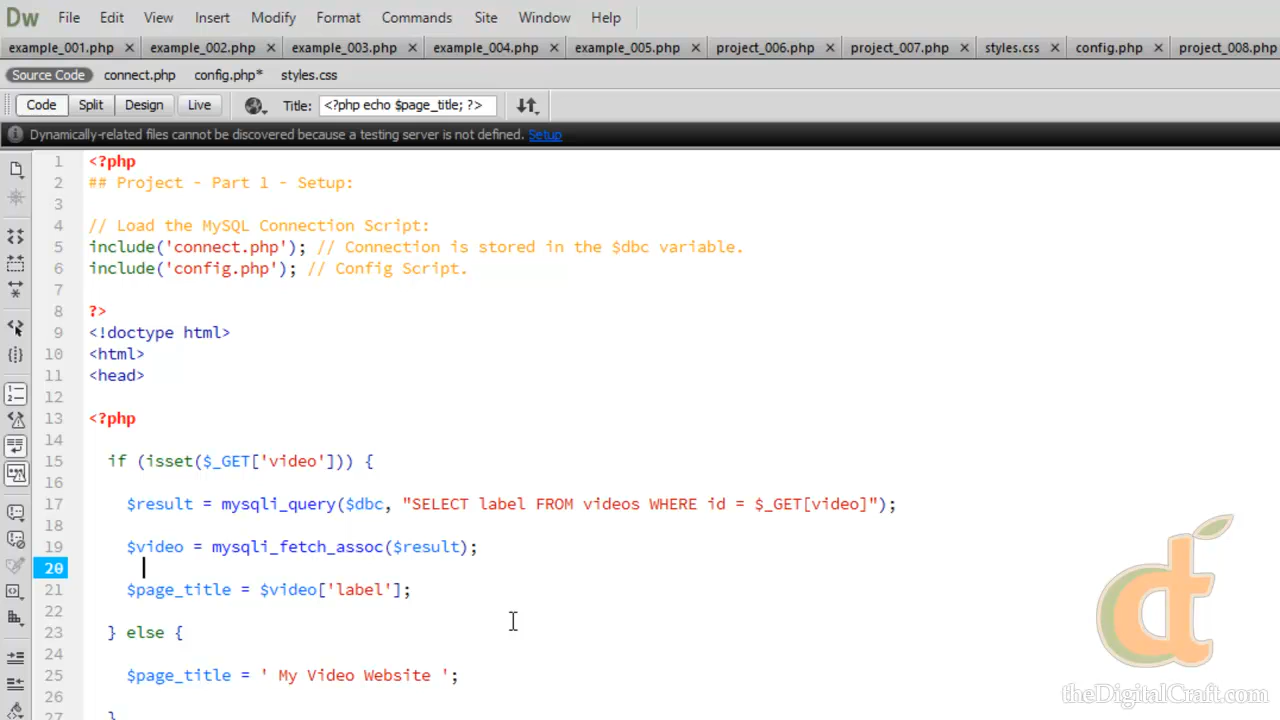 Dw File Edit View Insert Modify Format Commands Site Window Help
example_001.php × example_002.php × example_003.php × example_004.php × example_005.php × project_006.php × project_007.php × styles.css × config.php × project_008.php
Source Code connect.php config.php* styles.css
Code Split Design Live Title: <?php echo $page_title; ?>
Dynamically-related files cannot be discovered because a testing server is not defined. Setup
1 <?php
2 ## Project - Part 1 - Setup:
3
4 // Load the MySQL Connection Script:
5 include('connect.php'); // Connection is stored in the $dbc variable.
6 include('config.php'); // Config Script.
7
8 ?>
9 <!doctype html>
10 <html>
11 <head>
12
13 <?php
14
15 if (isset($_GET['video'])) {
16
17 $result = mysqli_query($dbc, "SELECT label FROM videos WHERE id = $_GET[video]");
18
19 $video = mysqli_fetch_assoc($result);
20
21 $page_title = $video['label'];
22
23 } else {
24
25 $page_title = ' My Video Website ';
26
27 }
theDigitalCraft.com